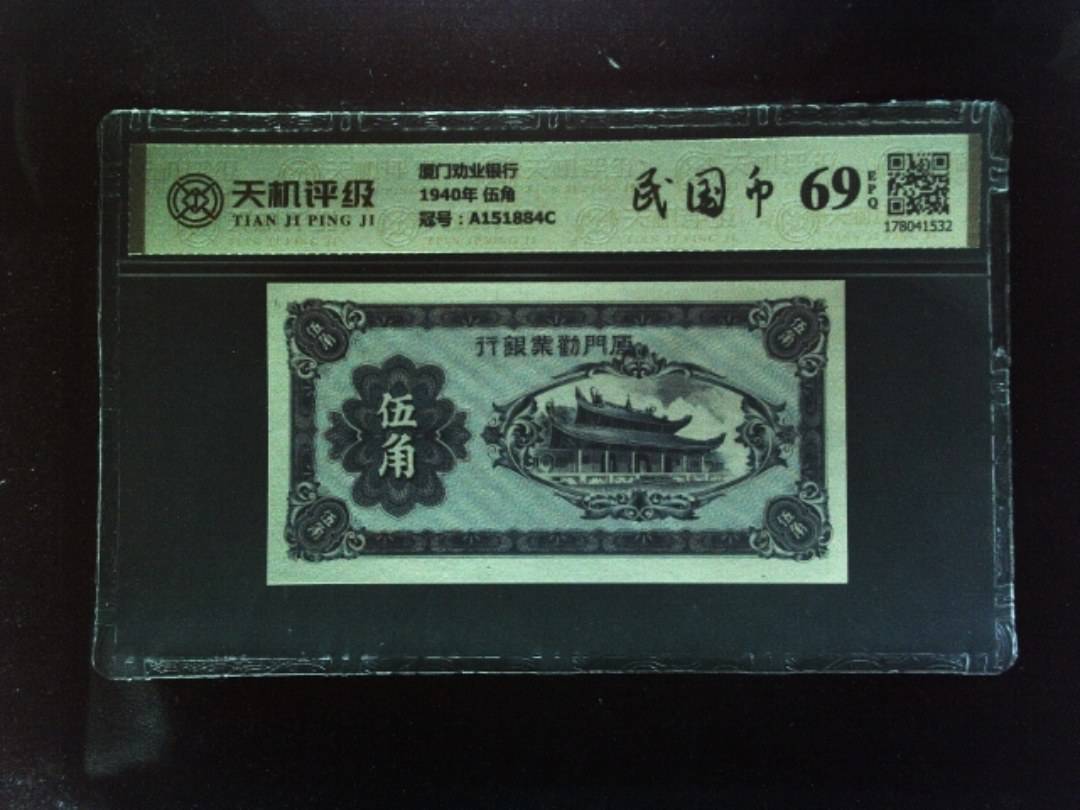 天机评级
TIAN JI PING JI
厦门劝业银行
1940年 伍角
冠号：A151884C
民国币
69
EPQ
178041532
行銀業勸門厦
伍角
伍角
伍角
伍角
伍角